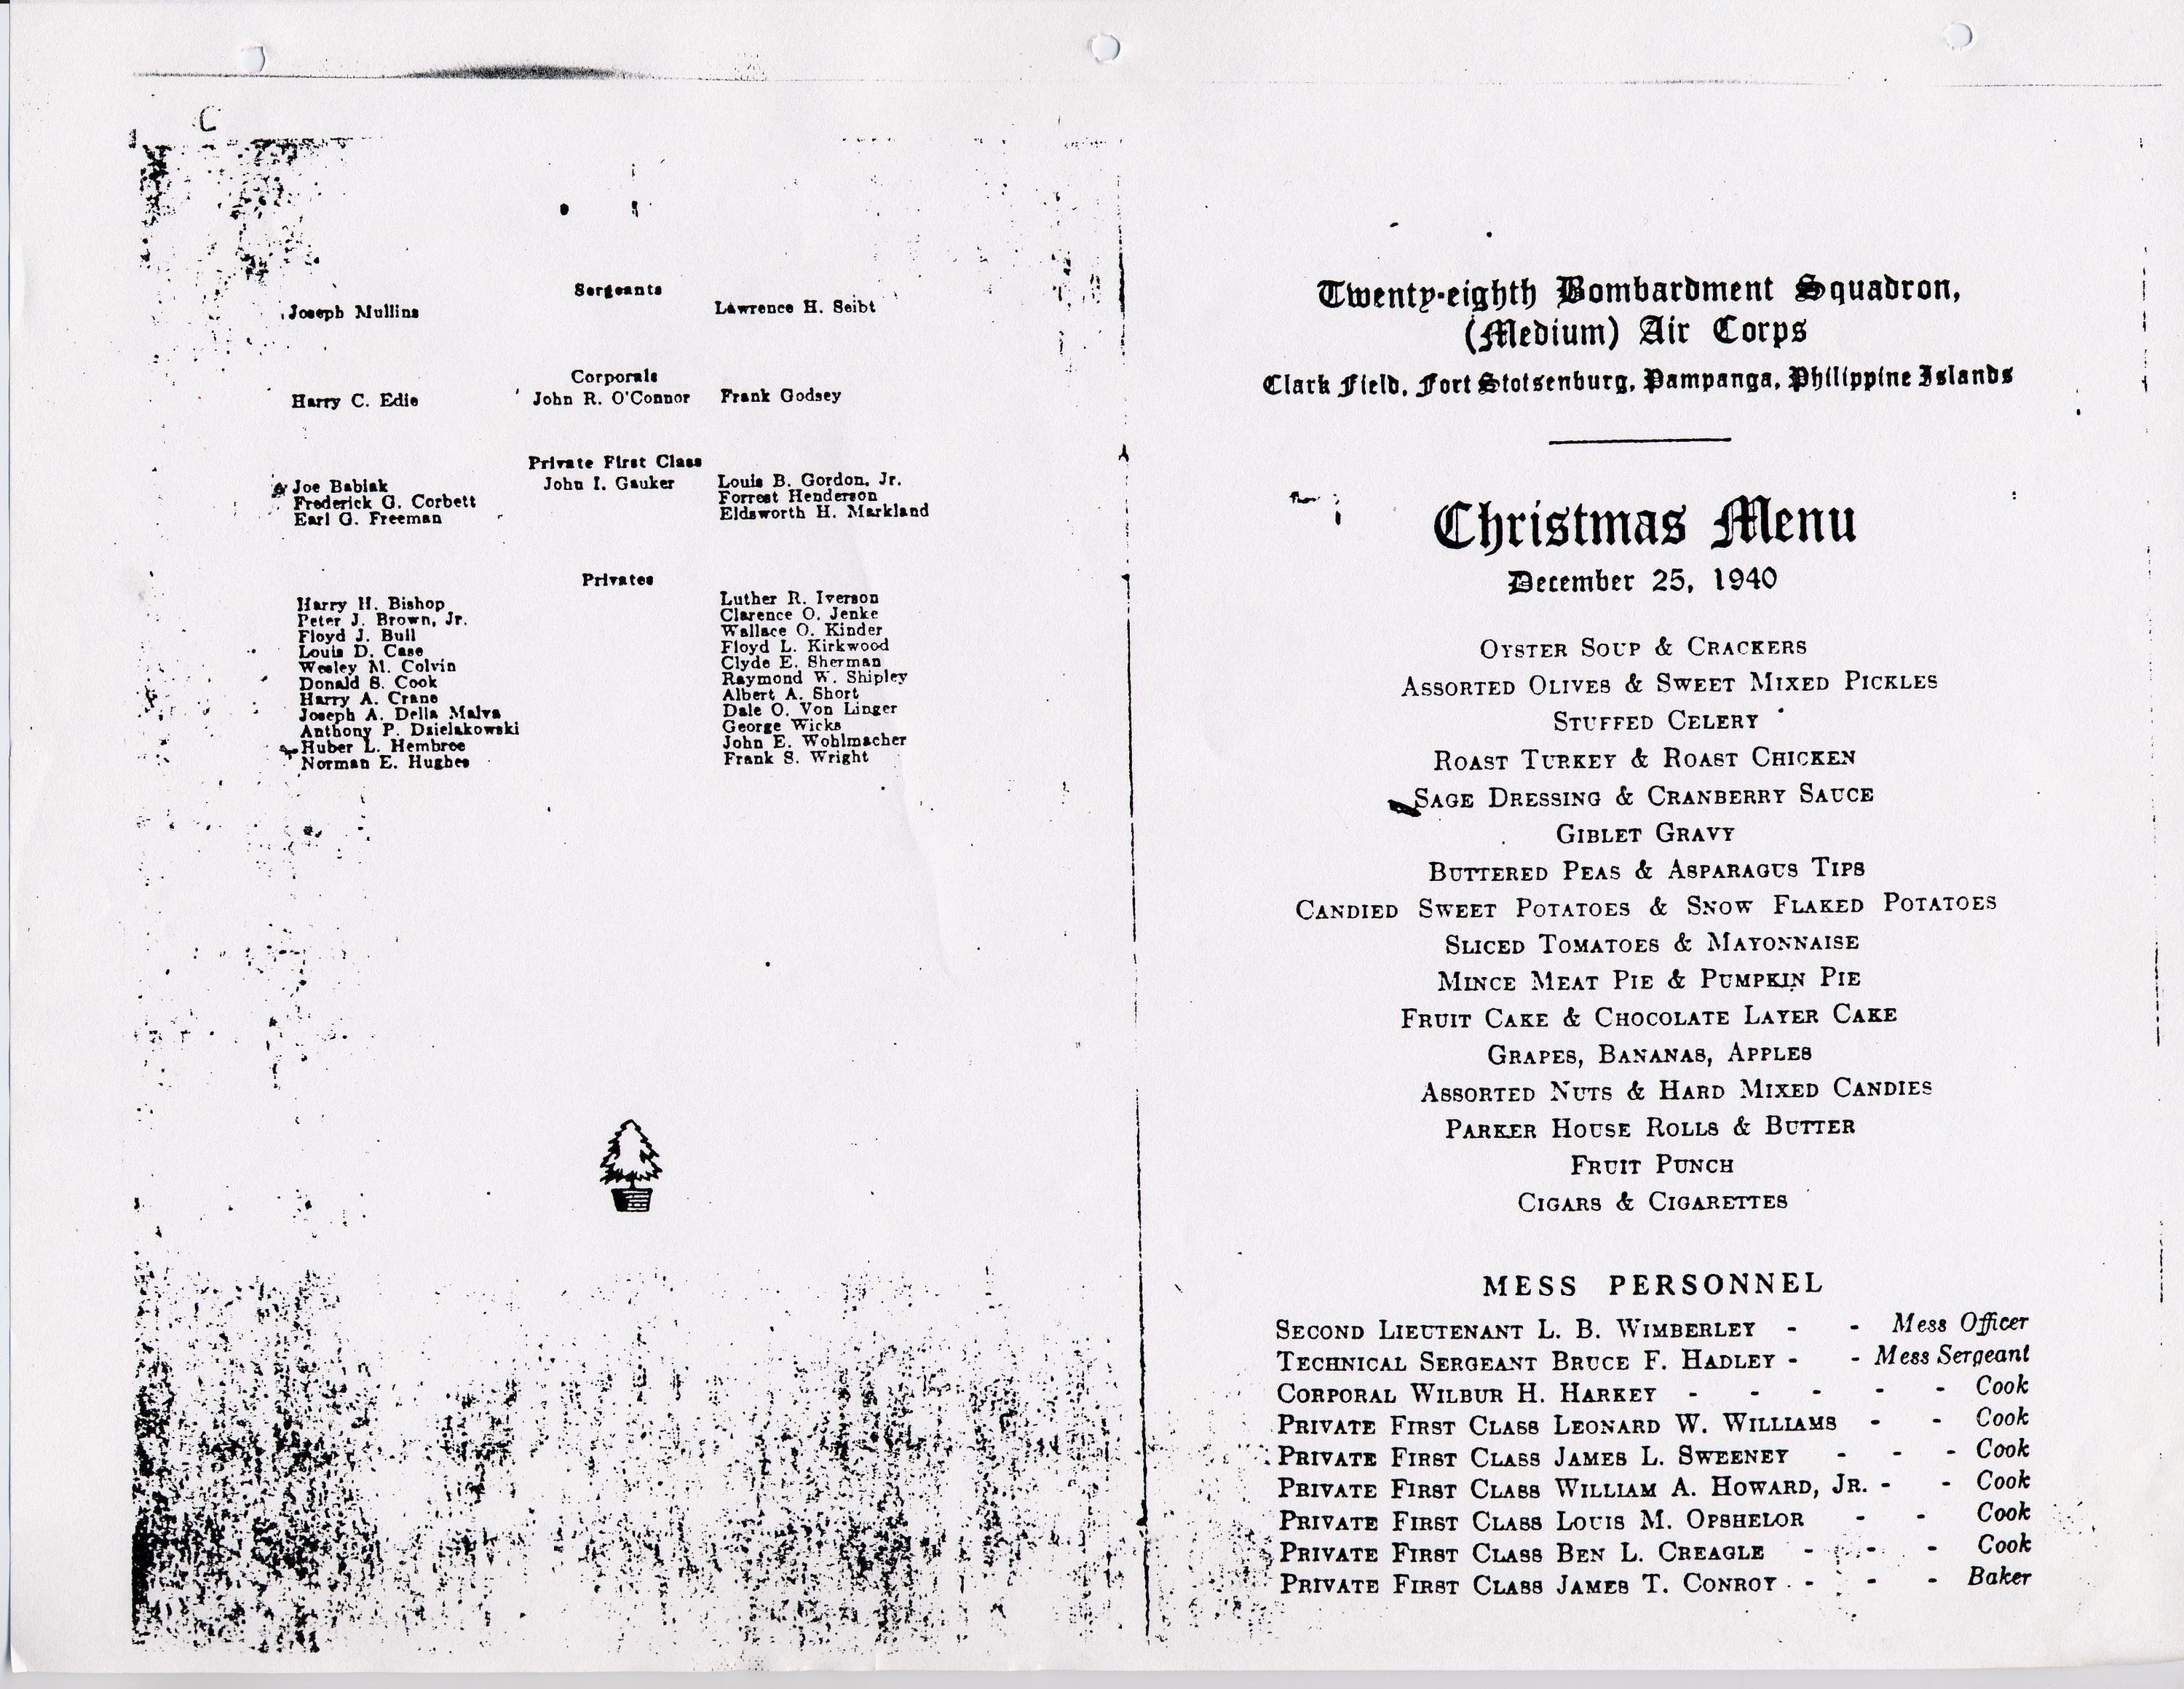 C
Sergeants
Joseph Mullins Lawrence H. Seibt
Corporals
Harry C. Edie John R. O'Connor Frank Godsey
Private First Class
Joe Babiak John I. Gauker Louis B. Gordon, Jr.
Frederick G. Corbett Forrest Henderson
Earl G. Freeman Eldsworth H. Markland
Privates
Harry H. Bishop Luther R. Iverson
Peter J. Brown, Jr. Clarence O. Jenke
Floyd J. Bull Wallace O. Kinder
Louis D. Case Floyd L. Kirkwood
Wesley M. Colvin Clyde E. Sherman
Donald S. Cook Raymond W. Shipley
Harry A. Crane Albert A. Short
Joseph A. Della Malva Dale O. Von Linger
Anthony P. Dzielakowski George Wicks
Huber L. Hembree John E. Wohlmacher
Norman E. Hughes Frank S. Wright
Twenty-eighth Bombardment Squadron,
(Medium) Air Corps
Clark Field, Fort Stotsenburg, Pampanga, Philippine Islands
Christmas Menu
December 25, 1940
OYSTER SOUP & CRACKERS
ASSORTED OLIVES & SWEET MIXED PICKLES
STUFFED CELERY
ROAST TURKEY & ROAST CHICKEN
SAGE DRESSING & CRANBERRY SAUCE
GIBLET GRAVY
BUTTERED PEAS & ASPARAGUS TIPS
CANDIED SWEET POTATOES & SNOW FLAKED POTATOES
SLICED TOMATOES & MAYONNAISE
MINCE MEAT PIE & PUMPKIN PIE
FRUIT CAKE & CHOCOLATE LAYER CAKE
GRAPES, BANANAS, APPLES
ASSORTED NUTS & HARD MIXED CANDIES
PARKER HOUSE ROLLS & BUTTER
FRUIT PUNCH
CIGARS & CIGARETTES
MESS PERSONNEL
SECOND LIEUTENANT L. B. WIMBERLEY - - Mess Officer
TECHNICAL SERGEANT BRUCE F. HADLEY - - Mess Sergeant
CORPORAL WILBUR H. HARKEY - - - - - Cook
PRIVATE FIRST CLASS LEONARD W. WILLIAMS - - Cook
PRIVATE FIRST CLASS JAMES L. SWEENEY - - - Cook
PRIVATE FIRST CLASS WILLIAM A. HOWARD, JR. - - Cook
PRIVATE FIRST CLASS LOUIS M. OPSHELOR - - Cook
PRIVATE FIRST CLASS BEN L. CREAGLE - - - Cook
PRIVATE FIRST CLASS JAMES T. CONROY - - - Baker